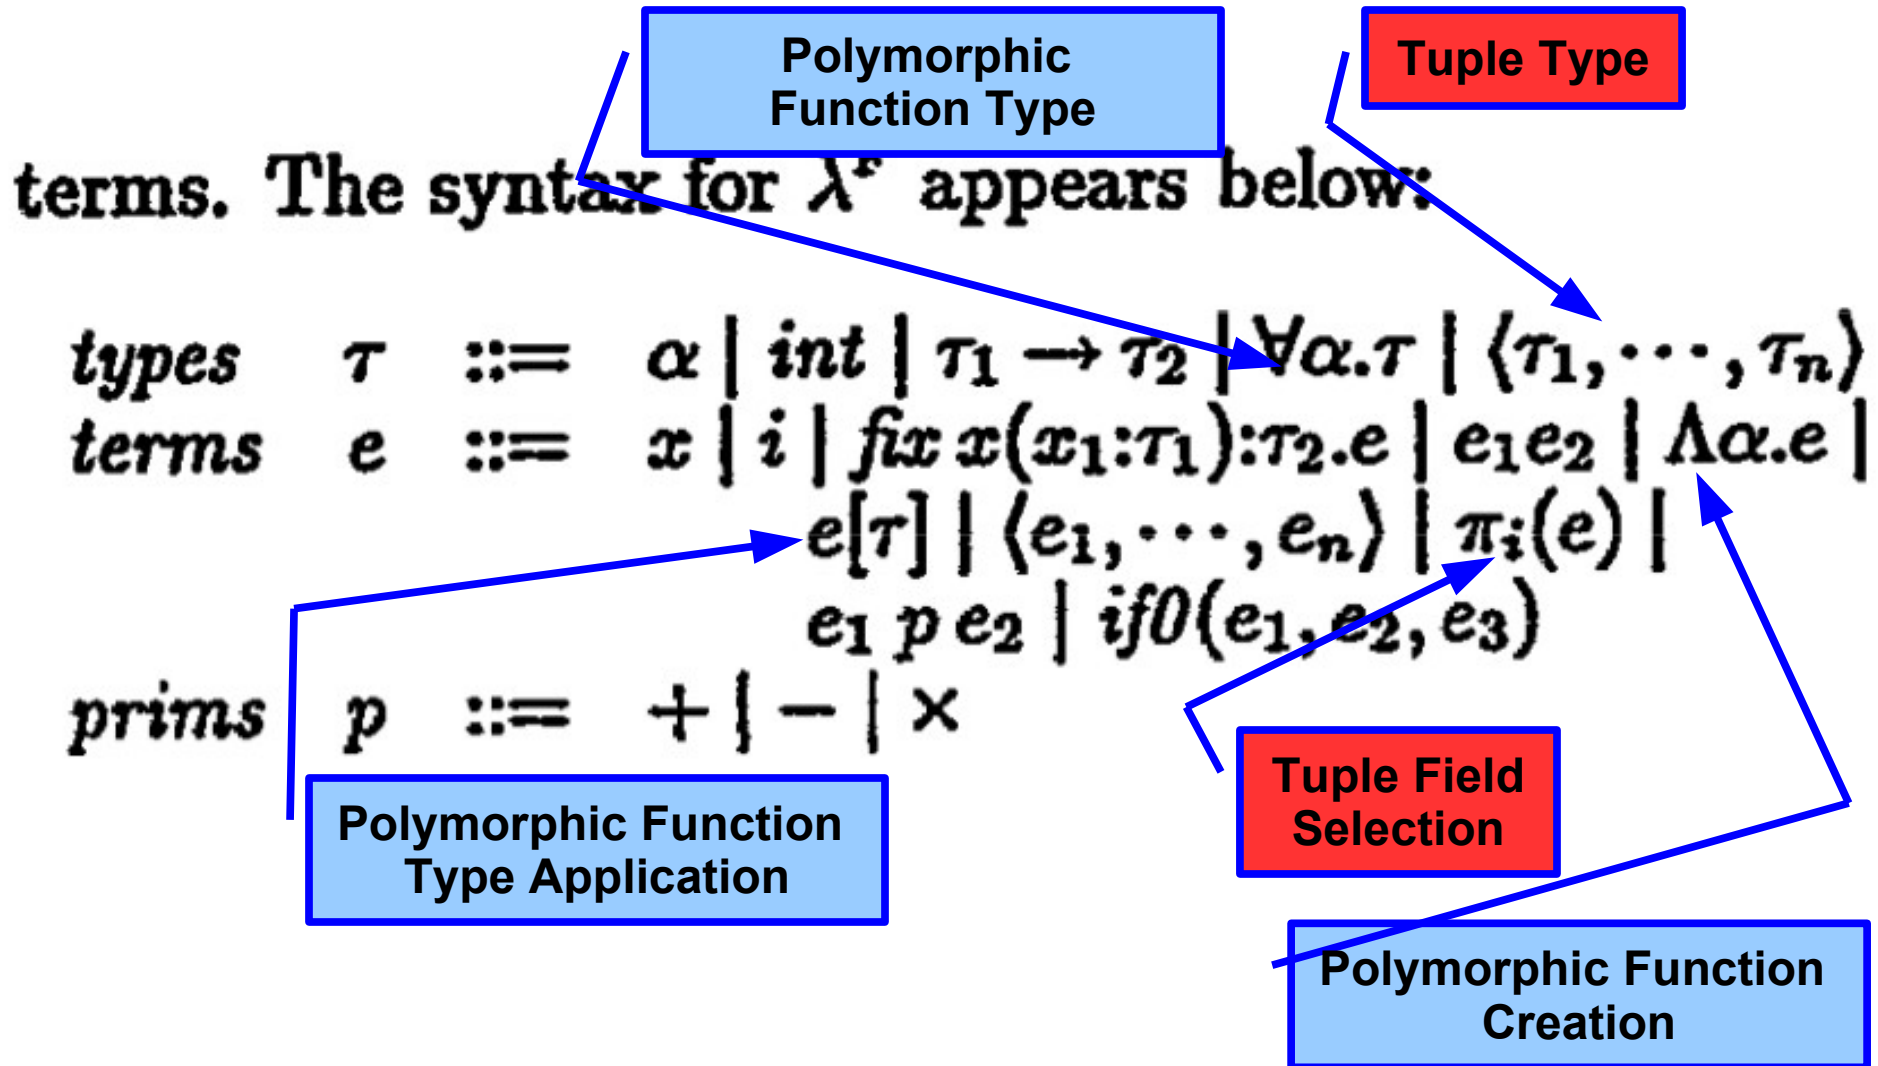 Polymorphic
Function Type
Tuple Type
terms. The syntax for λ^F appears below:
types τ ::= α | int | τ₁ → τ₂ | ∀α.τ | ⟨τ₁, ⋯, τₙ⟩
terms e ::= x | i | fix x(x₁:τ₁):τ₂.e | e₁e₂ | Λα.e |
e[τ] | ⟨e₁, ⋯, eₙ⟩ | πᵢ(e) |
e₁ p e₂ | if0(e₁, e₂, e₃)
prims p ::= + | − | ×
Tuple Field
Selection
Polymorphic Function
Type Application
Polymorphic Function
Creation